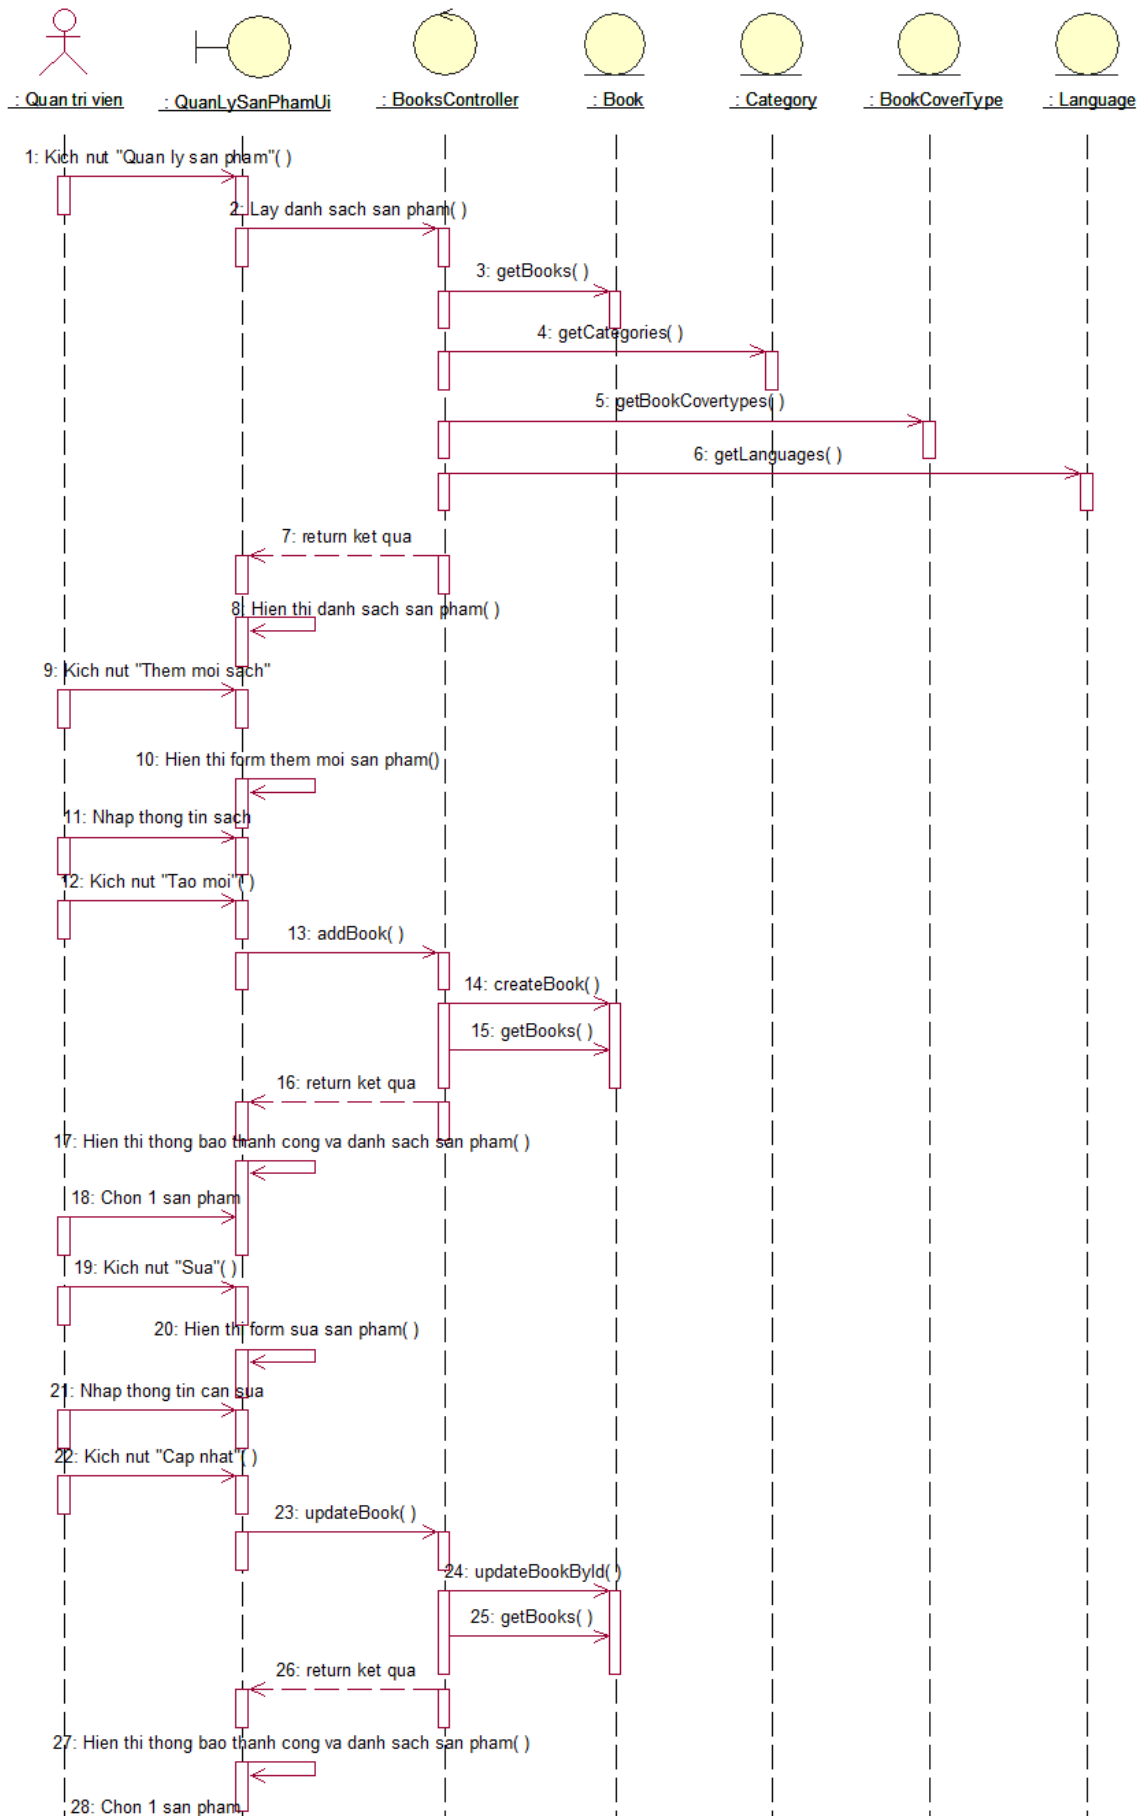 : Quan tri vien
: QuanLySanPhamUi
: BooksController
: Book
: Category
: BookCoverType
: Language
1: Kich nut "Quan ly san pham"( )
2: Lay danh sach san pham( )
3: getBooks( )
4: getCategories( )
5: getBookCovertypes( )
6: getLanguages( )
7: return ket qua
8: Hien thi danh sach san pham( )
9: Kich nut "Them moi sach"
10: Hien thi form them moi san pham()
11: Nhap thong tin sach
12: Kich nut "Tao moi"( )
13: addBook( )
14: createBook( )
15: getBooks( )
16: return ket qua
17: Hien thi thong bao thanh cong va danh sach san pham( )
18: Chon 1 san pham
19: Kich nut "Sua"( )
20: Hien thi form sua san pham( )
21: Nhap thong tin can sua
22: Kich nut "Cap nhat"( )
23: updateBook( )
24: updateBookById( )
25: getBooks( )
26: return ket qua
27: Hien thi thong bao thanh cong va danh sach san pham( )
28: Chon 1 san pham